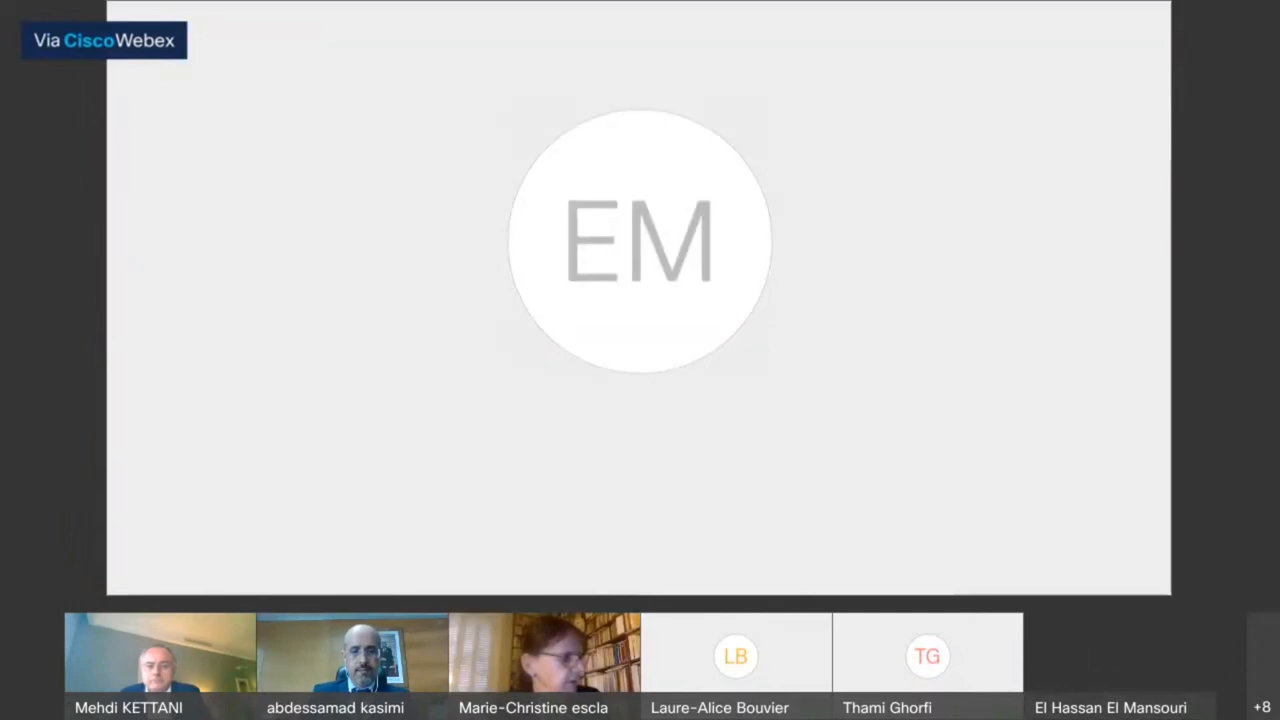 Via CiscoWebex
EM
LB
TG
Mehdi KETTANI
abdessamad kasimi
Marie-Christine escla
Laure-Alice Bouvier
Thami Ghorfi
El Hassan El Mansouri
+8